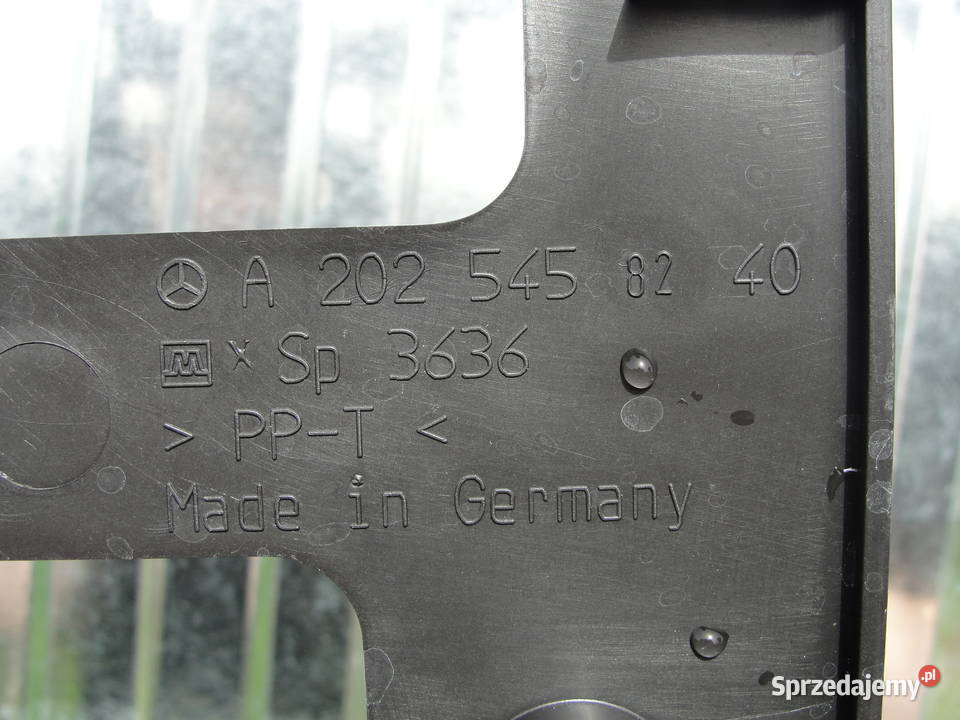 A 202 545 82 40
M x Sp 3636
> PP-T <
Made in Germany
Sprzedajemy.pl